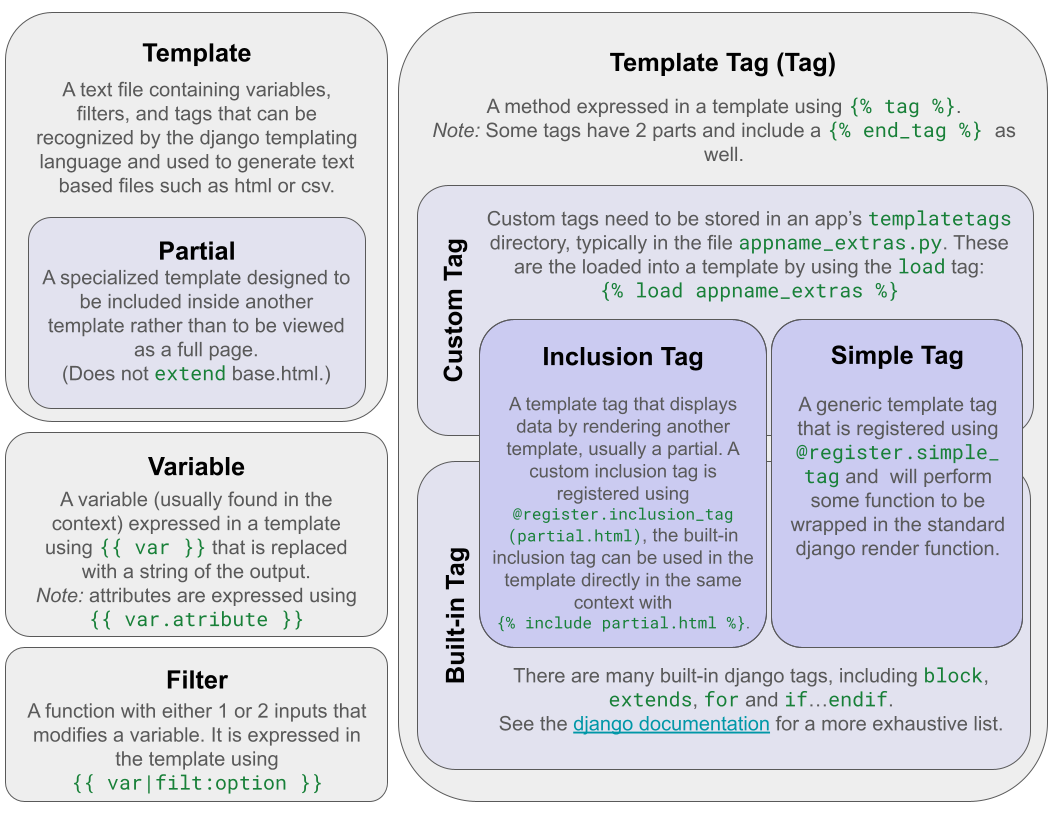 Template
A text file containing variables,
filters, and tags that can be
recognized by the django templating
language and used to generate text
based files such as html or csv.
Partial
A specialized template designed to
be included inside another
template rather than to be viewed
as a full page.
(Does not extend base.html.)
Variable
A variable (usually found in the
context) expressed in a template
using {{ var }} that is replaced
with a string of the output.
Note: attributes are expressed using
{{ var.atribute }}
Filter
A function with either 1 or 2 inputs that
modifies a variable. It is expressed in
the template using
{{ var|filt:option }}
Template Tag (Tag)
A method expressed in a template using {% tag %}.
Note: Some tags have 2 parts and include a {% end_tag %} as
well.
Custom Tag
Custom tags need to be stored in an app's templatetags
directory, typically in the file appname_extras.py. These
are the loaded into a template by using the load tag:
{% load appname_extras %}
Inclusion Tag
A template tag that displays
data by rendering another
template, usually a partial. A
custom inclusion tag is
registered using
@register.inclusion_tag
(partial.html), the built-in
inclusion tag can be used in the
template directly in the same
context with
{% include partial.html %}.
Simple Tag
A generic template tag
that is registered using
@register.simple_
tag and will perform
some function to be
wrapped in the standard
django render function.
Built-in Tag
There are many built-in django tags, including block,
extends, for and if…endif.
See the django documentation for a more exhaustive list.